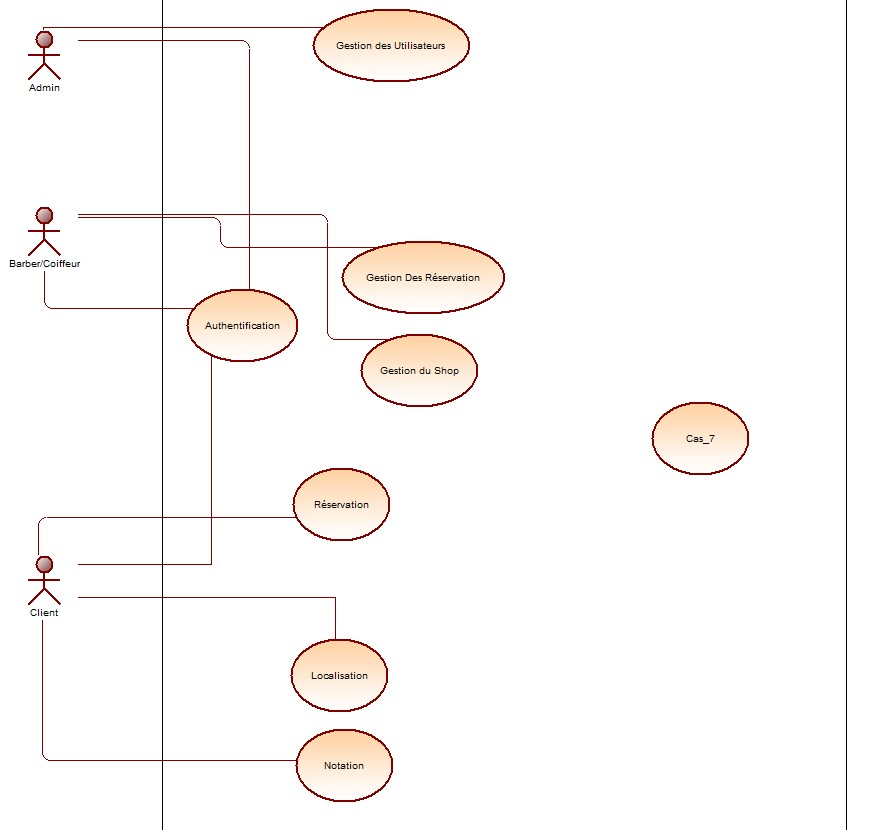 Gestion des Utilisateurs
Admin
Barber/Coiffeur
Gestion Des Réservation
Authentification
Gestion du Shop
Cas_7
Réservation
Client
Localisation
Notation